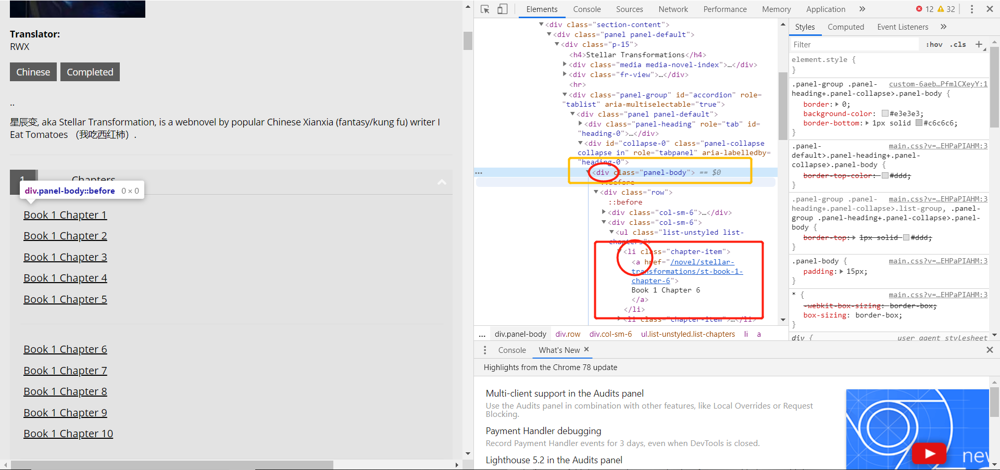 Translator:
RWX
Chinese
Completed
..
星辰变, aka Stellar Transformation, is a webnovel by popular Chinese Xianxia (fantasy/kung fu) writer I
Eat Tomatoes （我吃西红柿）.
1
Chapters
div.panel-body::before 0 × 0
Book 1 Chapter 1
Book 1 Chapter 2
Book 1 Chapter 3
Book 1 Chapter 4
Book 1 Chapter 5
Book 1 Chapter 6
Book 1 Chapter 7
Book 1 Chapter 8
Book 1 Chapter 9
Book 1 Chapter 10
Elements Console Sources Network Performance Memory Application » 12 32
<div class="section-content">
<div class="panel panel-default">
<div class="p-15">
<h4>Stellar Transformations</h4>
<div class="media media-novel-index">…</div>
<div class="fr-view">…</div>
<hr>
<div class="panel-group" id="accordion" role=
"tablist" aria-multiselectable="true">
<div class="panel panel-default">
<div class="panel-heading" role="tab" id=
"heading-0">…</div>
<div id="collapse-0" class="panel-collapse
collapse in" role="tabpanel" aria-labelledby=
"heading-0">
<div class="panel-body"> == $0
::before
<div class="row">
::before
<div class="col-sm-6">…</div>
<div class="col-sm-6">
<ul class="list-unstyled list-
chapters">
<li class="chapter-item">
<a href="/novel/stellar-
transformations/st-book-1-
chapter-6">
Book 1 Chapter 6
</a>
</li>
<li class="chapter-item">…</li>
... div.panel-body div.row div.col-sm-6 ul.list-unstyled.list-chapters li a
Styles Computed Event Listeners »
Filter :hov .cls +
element.style {
}
.panel-group .panel- custom-6aeb…PfmlCXeyY:1
heading+.panel-collapse>.panel-body {
border: 0;
background-color: #e3e3e3;
border-bottom: 1px solid #c6c6c6;
}
.panel- main.css?v=…EHPaPIAHM:3
default>.panel-heading+.panel-
collapse>.panel-body {
border-top-color: #ddd;
}
.panel-group .panel- main.css?v=…EHPaPIAHM:3
heading+.panel-collapse>.list-group, .panel-
group .panel-heading+.panel-collapse>.panel-
body {
border-top: 1px solid #ddd;
}
.panel-body { main.css?v=…EHPaPIAHM:3
padding: 15px;
}
* { main.css?v=…EHPaPIAHM:3
-webkit-box-sizing: border-box;
box-sizing: border-box;
}
div { user agent stylesheet
Console What's New ×
Highlights from the Chrome 78 update
Multi-client support in the Audits panel
Use the Audits panel in combination with other features, like Local Overrides or Request
Blocking.
Payment Handler debugging
Record Payment Handler events for 3 days, even when DevTools is closed.
Lighthouse 5.2 in the Audits panel
new